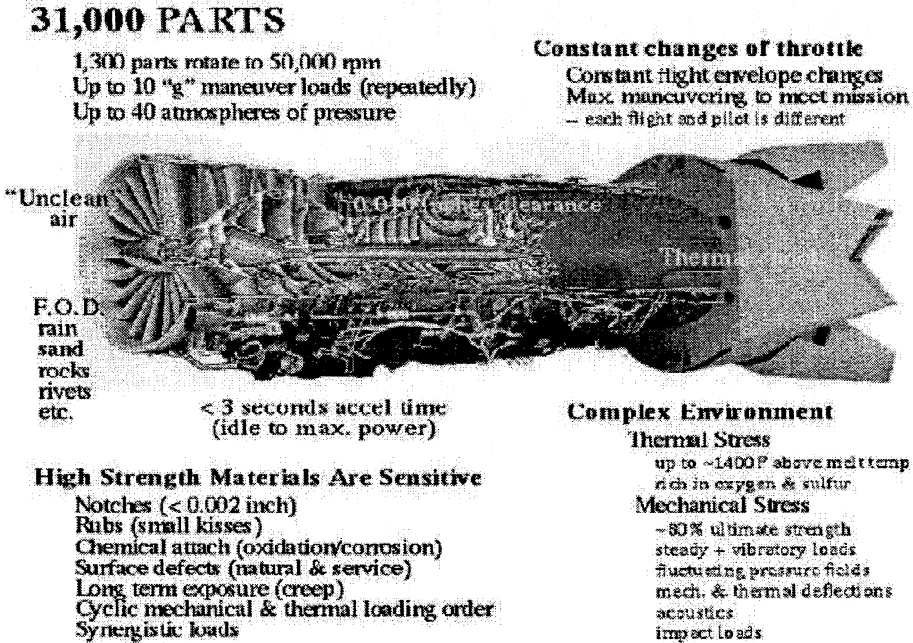 31,000 PARTS
1,300 parts rotate to 50,000 rpm
Up to 10 "g" maneuver loads (repeatedly)
Up to 40 atmospheres of pressure
Constant changes of throttle
Constant flight envelope changes
Max. maneuvering to meet mission
– each flight and pilot is different
"Unclean"
air
clearance
F.O.D.
rain
sand
rocks
rivets
etc.
< 3 seconds accel time
(idle to max. power)
High Strength Materials Are Sensitive
Notches (< 0.002 inch)
Rubs (small kisses)
Chemical attach (oxidation/corrosion)
Surface defects (natural & service)
Long term exposure (creep)
Cyclic mechanical & thermal loading order
Synergistic loads
Complex Environment
Thermal Stress
up to ~1400 F above melt temp
rich in oxygen & sulfur
Mechanical Stress
~80% ultimate strength
steady + vibratory loads
fluctuating pressure fields
mech. & thermal deflections
acoustics
impact loads